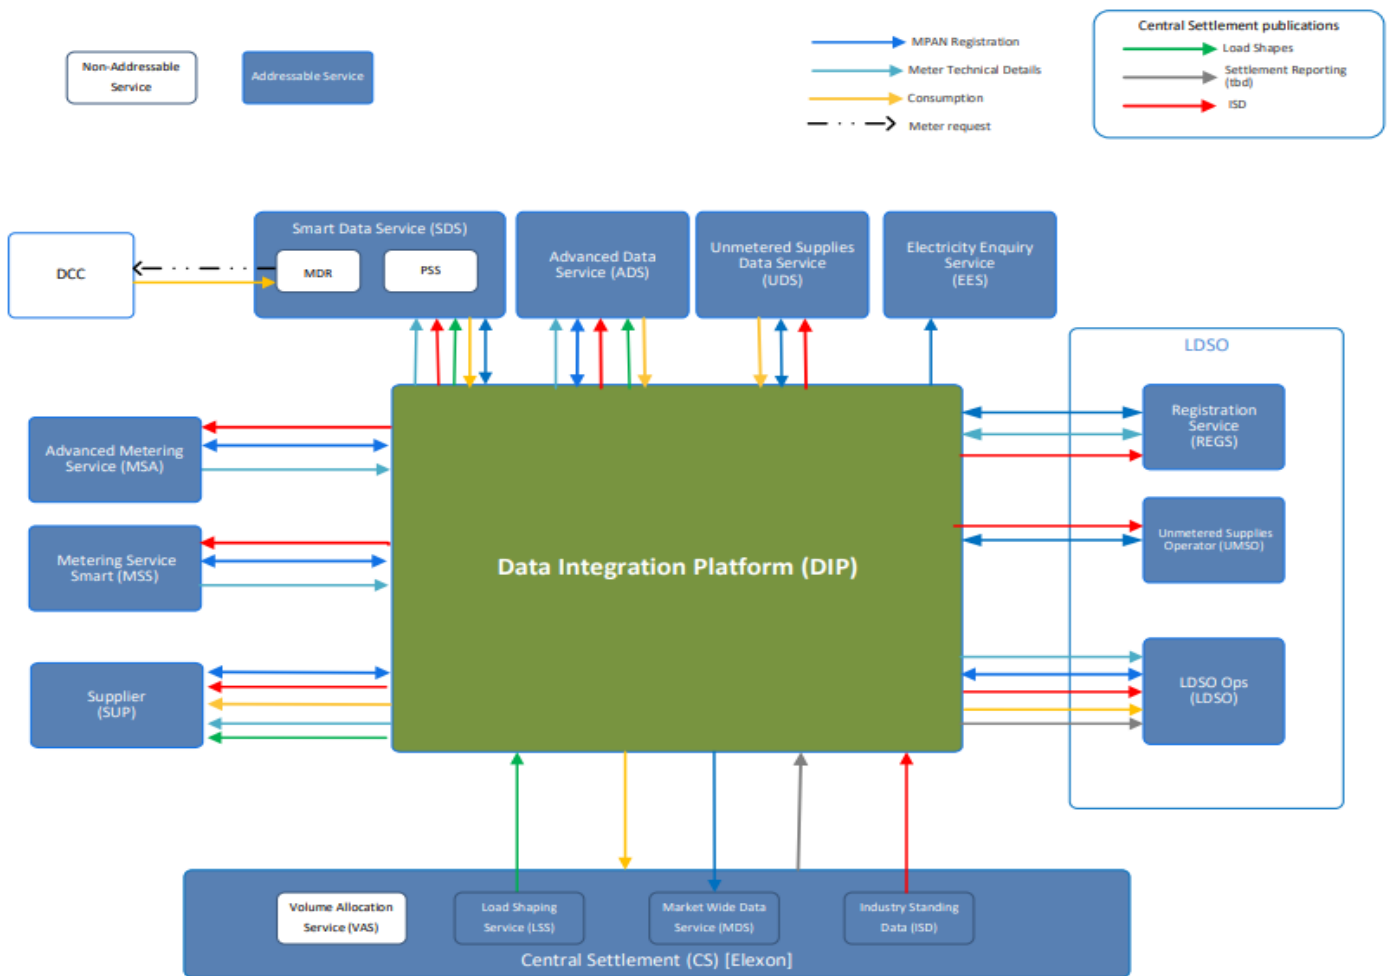 Non-Addressable
Service
Addressable Service
MPAN Registration
Meter Technical Details
Consumption
Meter request
Central Settlement publications
Load Shapes
Settlement Reporting
(tbd)
ISD
DCC
Smart Data Service (SDS)
MDR
PSS
Advanced Data
Service (ADS)
Unmetered Supplies
Data Service
(UDS)
Electricity Enquiry
Service
(EES)
LDSO
Registration
Service
(REGS)
Unmetered Supplies
Operator (UMSO)
LDSO Ops
(LDSO)
Advanced Metering
Service (MSA)
Metering Service
Smart (MSS)
Supplier
(SUP)
Data Integration Platform (DIP)
Volume Allocation
Service (VAS)
Load Shaping
Service (LSS)
Market Wide Data
Service (MDS)
Industry Standing
Data (ISD)
Central Settlement (CS) [Elexon]